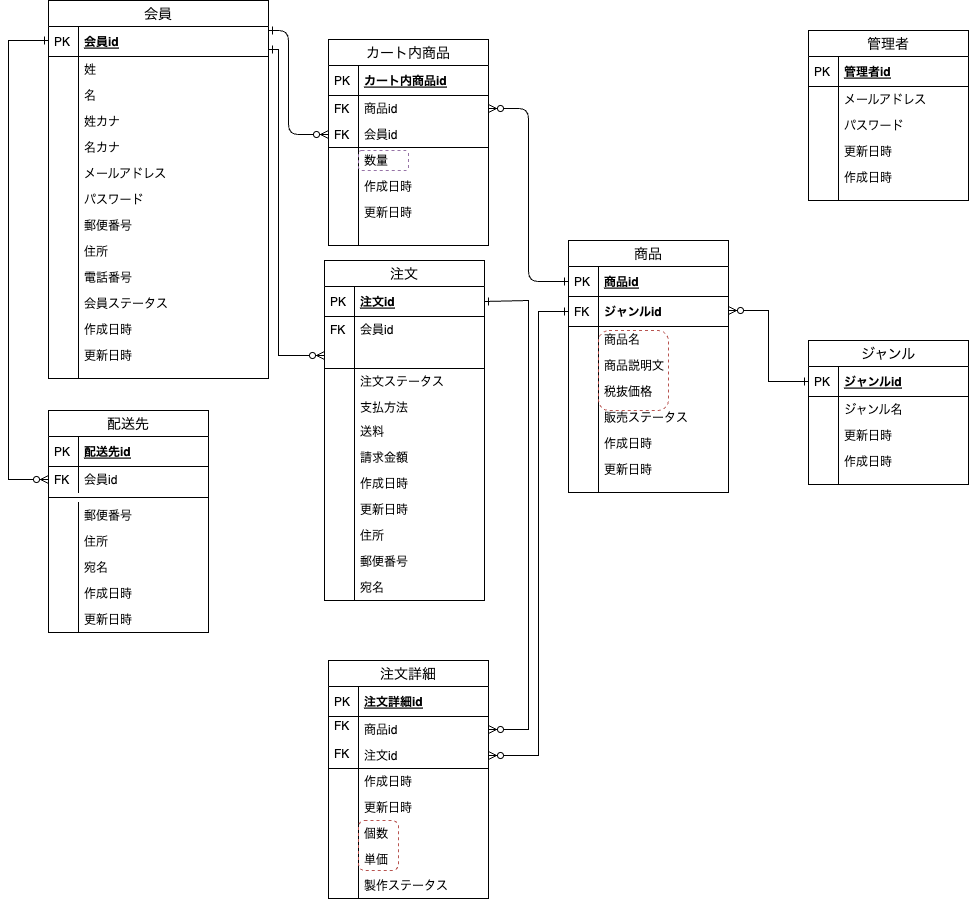 会員
PK 会員id
姓
名
姓カナ
名カナ
メールアドレス
パスワード
郵便番号
住所
電話番号
会員ステータス
作成日時
更新日時
配送先
PK 配送先id
FK 会員id
郵便番号
住所
宛名
作成日時
更新日時
カート内商品
PK カート内商品id
FK 商品id
FK 会員id
数量
作成日時
更新日時
注文
PK 注文id
FK 会員id
注文ステータス
支払方法
送料
請求金額
作成日時
更新日時
住所
郵便番号
宛名
注文詳細
PK 注文詳細id
FK 商品id
FK 注文id
作成日時
更新日時
個数
単価
製作ステータス
商品
PK 商品id
FK ジャンルid
商品名
商品説明文
税抜価格
販売ステータス
作成日時
更新日時
管理者
PK 管理者id
メールアドレス
パスワード
更新日時
作成日時
ジャンル
PK ジャンルid
ジャンル名
更新日時
作成日時